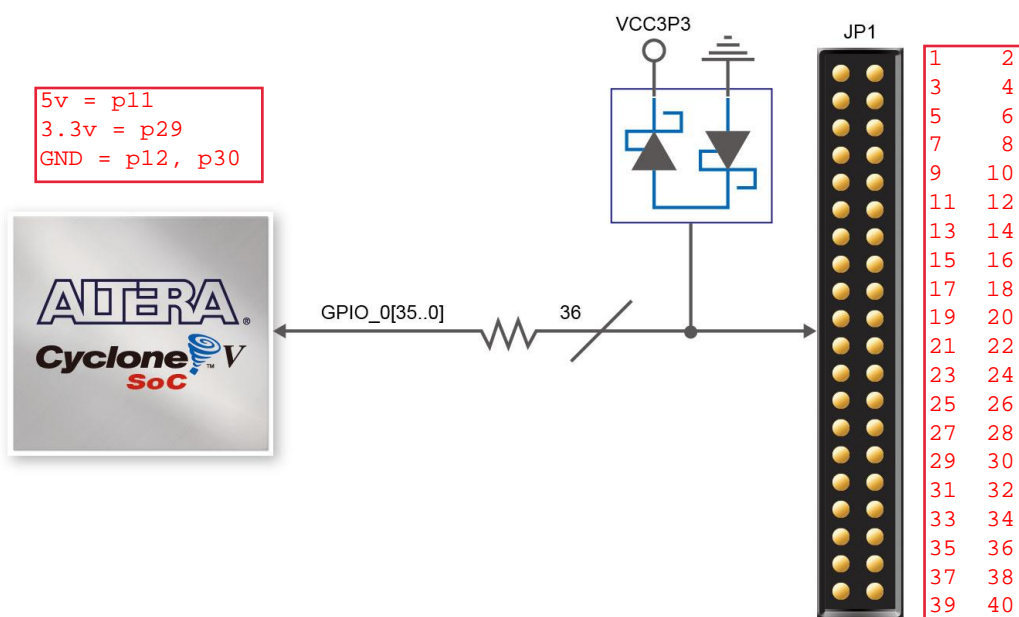 VCC3P3
JP1
5v = p11
3.3v = p29
GND = p12, p30
1 2
3 4
5 6
7 8
9 10
11 12
13 14
15 16
17 18
19 20
21 22
23 24
25 26
27 28
29 30
31 32
33 34
35 36
37 38
39 40
ALTERA®
Cyclone™ V
SoC
GPIO_0[35..0]
36